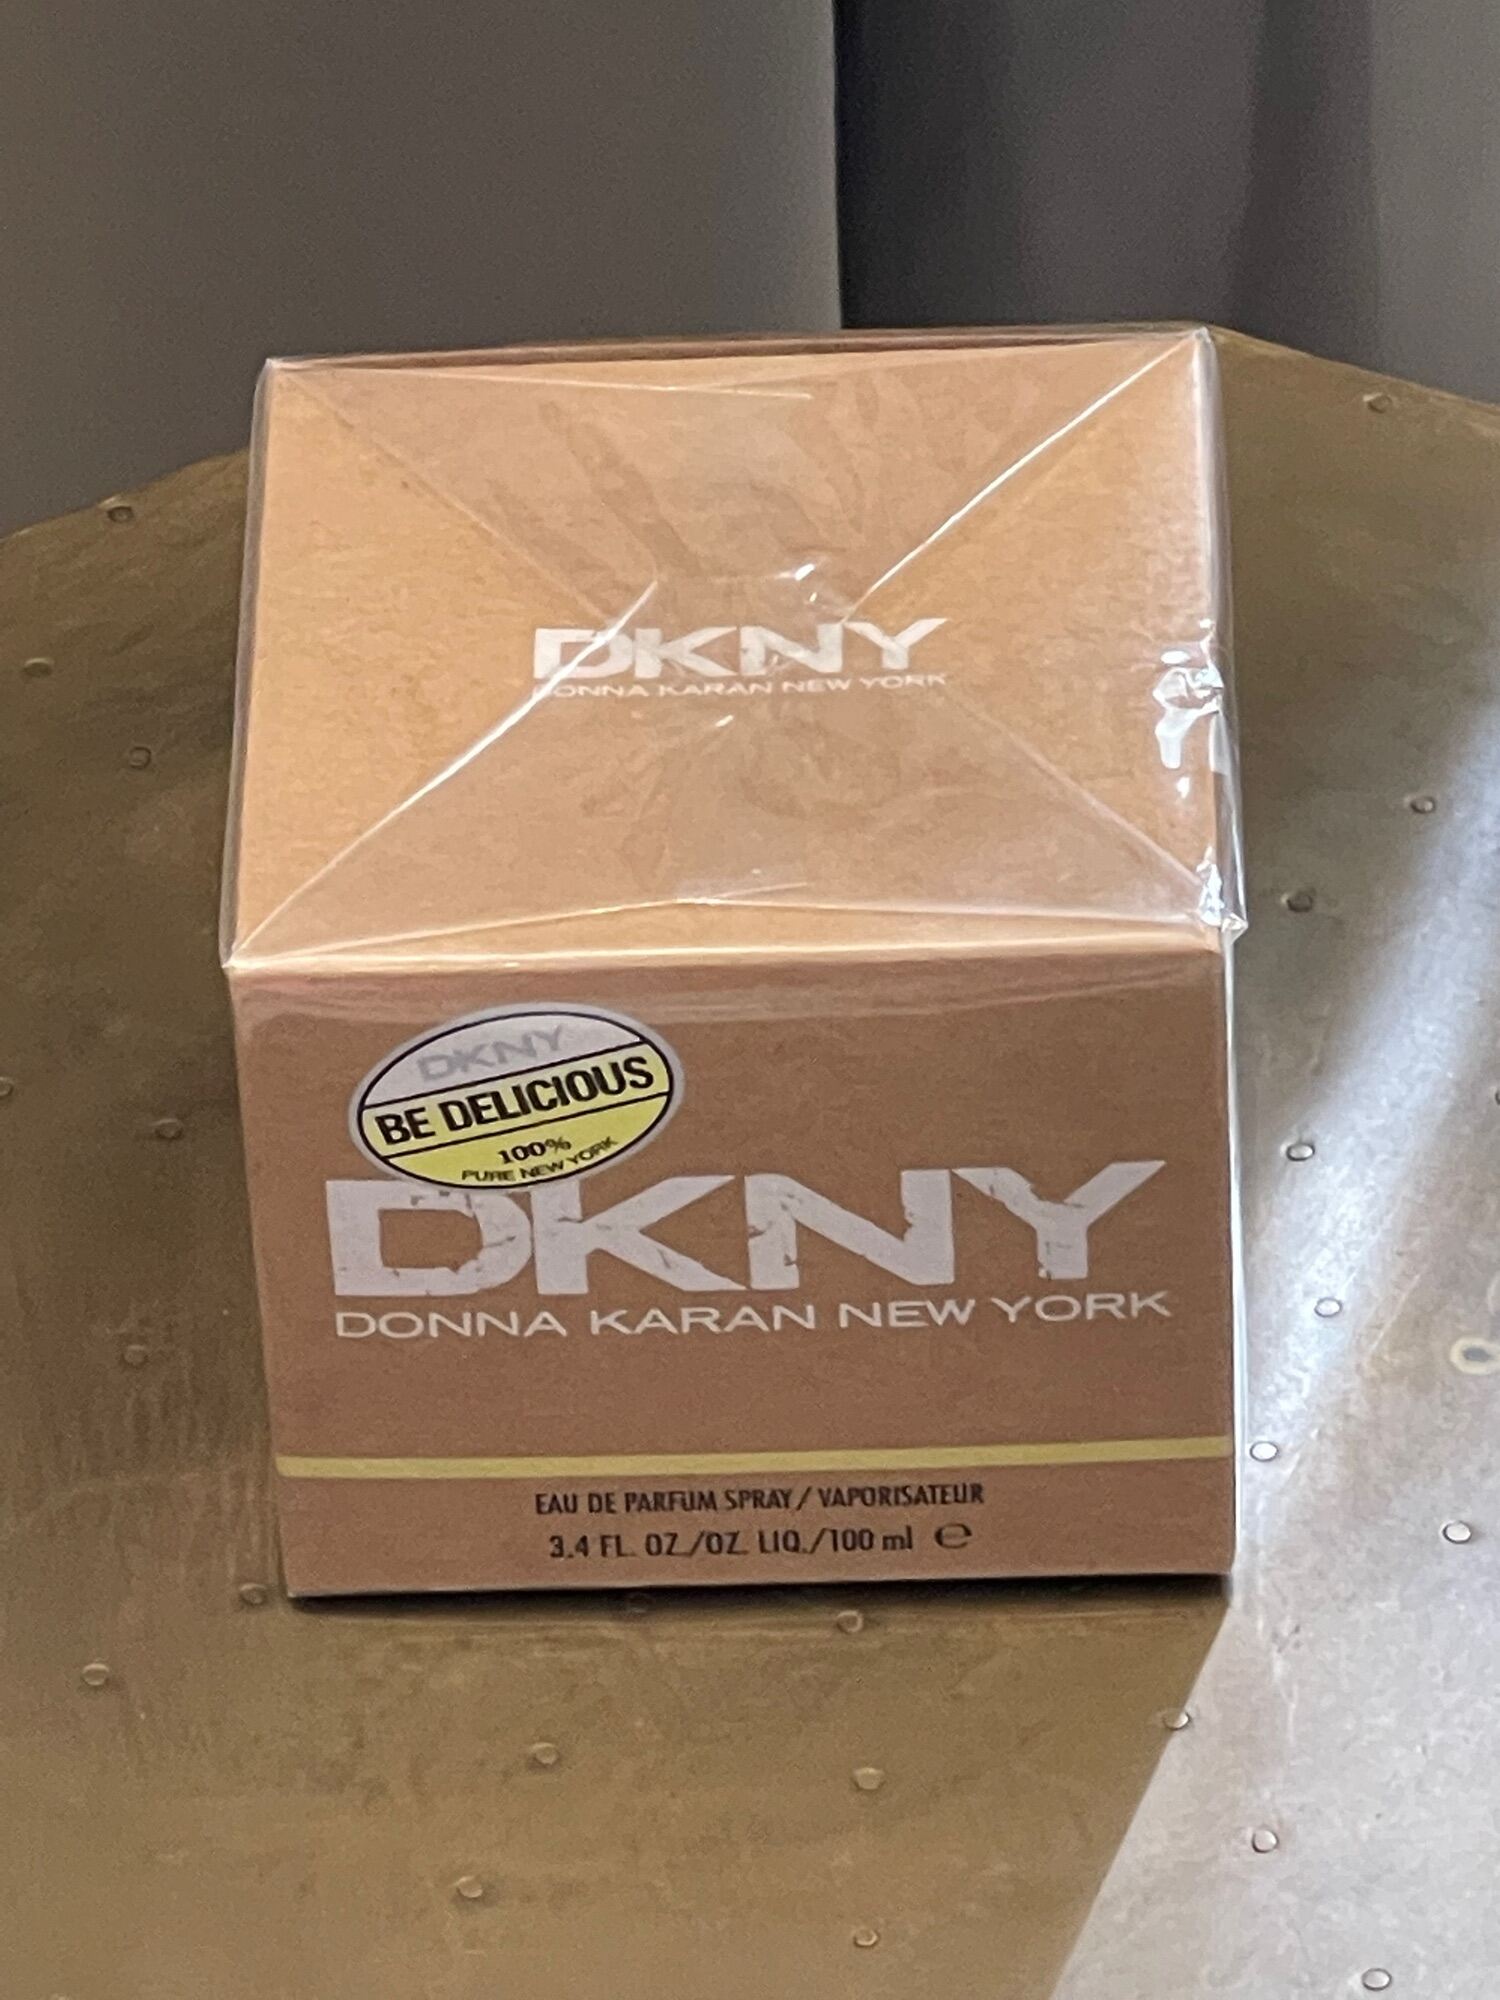 DKNY
DONNA KARAN NEW YORK
DKNY
BE DELICIOUS
100%
PURE NEW YORK
DKNY
DONNA KARAN NEW YORK
EAU DE PARFUM SPRAY / VAPORISATEUR
3.4 FL. OZ./OZ. LIQ./100 ml ℮